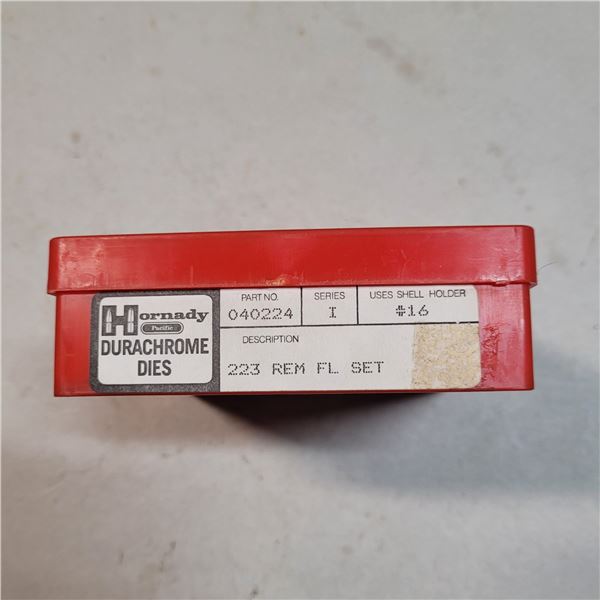 Hornady
Pacific
DURACHROME
DIES
PART NO.
040224
SERIES
I
USES SHELL HOLDER
#16
DESCRIPTION
223 REM FL SET